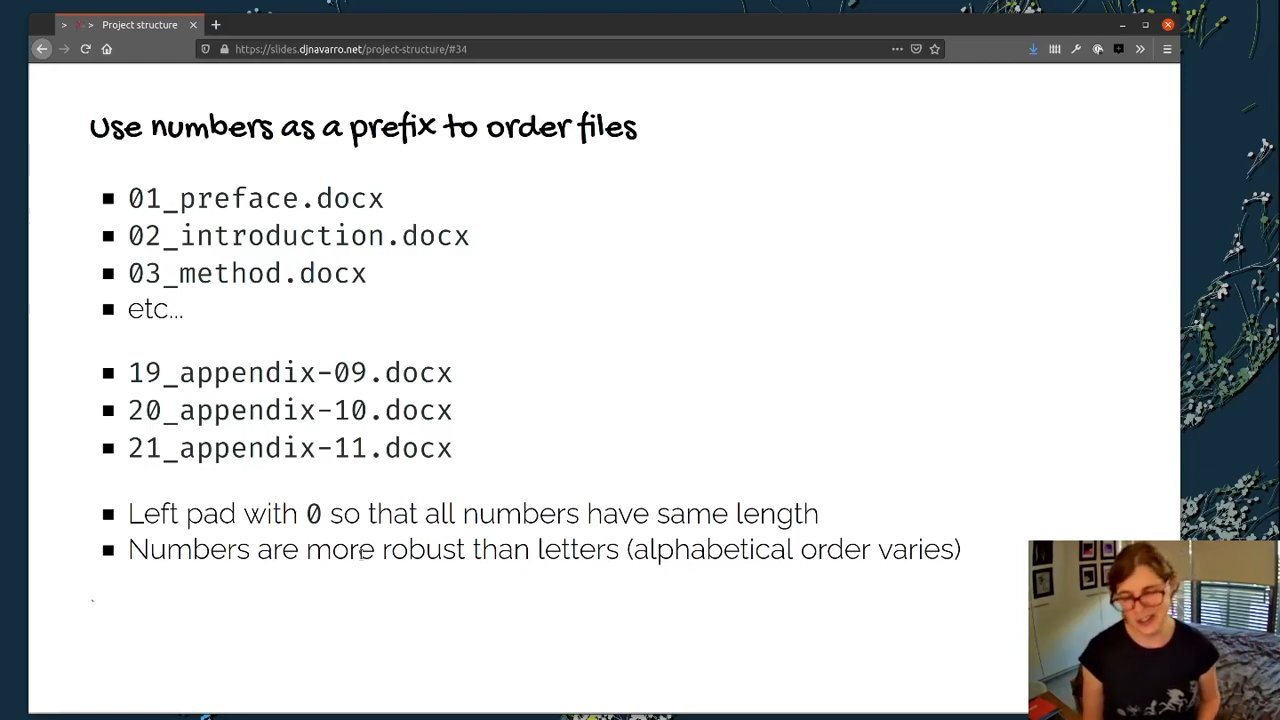 Project structure
https://slides.djnavarro.net/project-structure/#34
Use numbers as a prefix to order files
01_preface.docx
02_introduction.docx
03_method.docx
etc...
19_appendix-09.docx
20_appendix-10.docx
21_appendix-11.docx
Left pad with 0 so that all numbers have same length
Numbers are more robust than letters (alphabetical order varies)